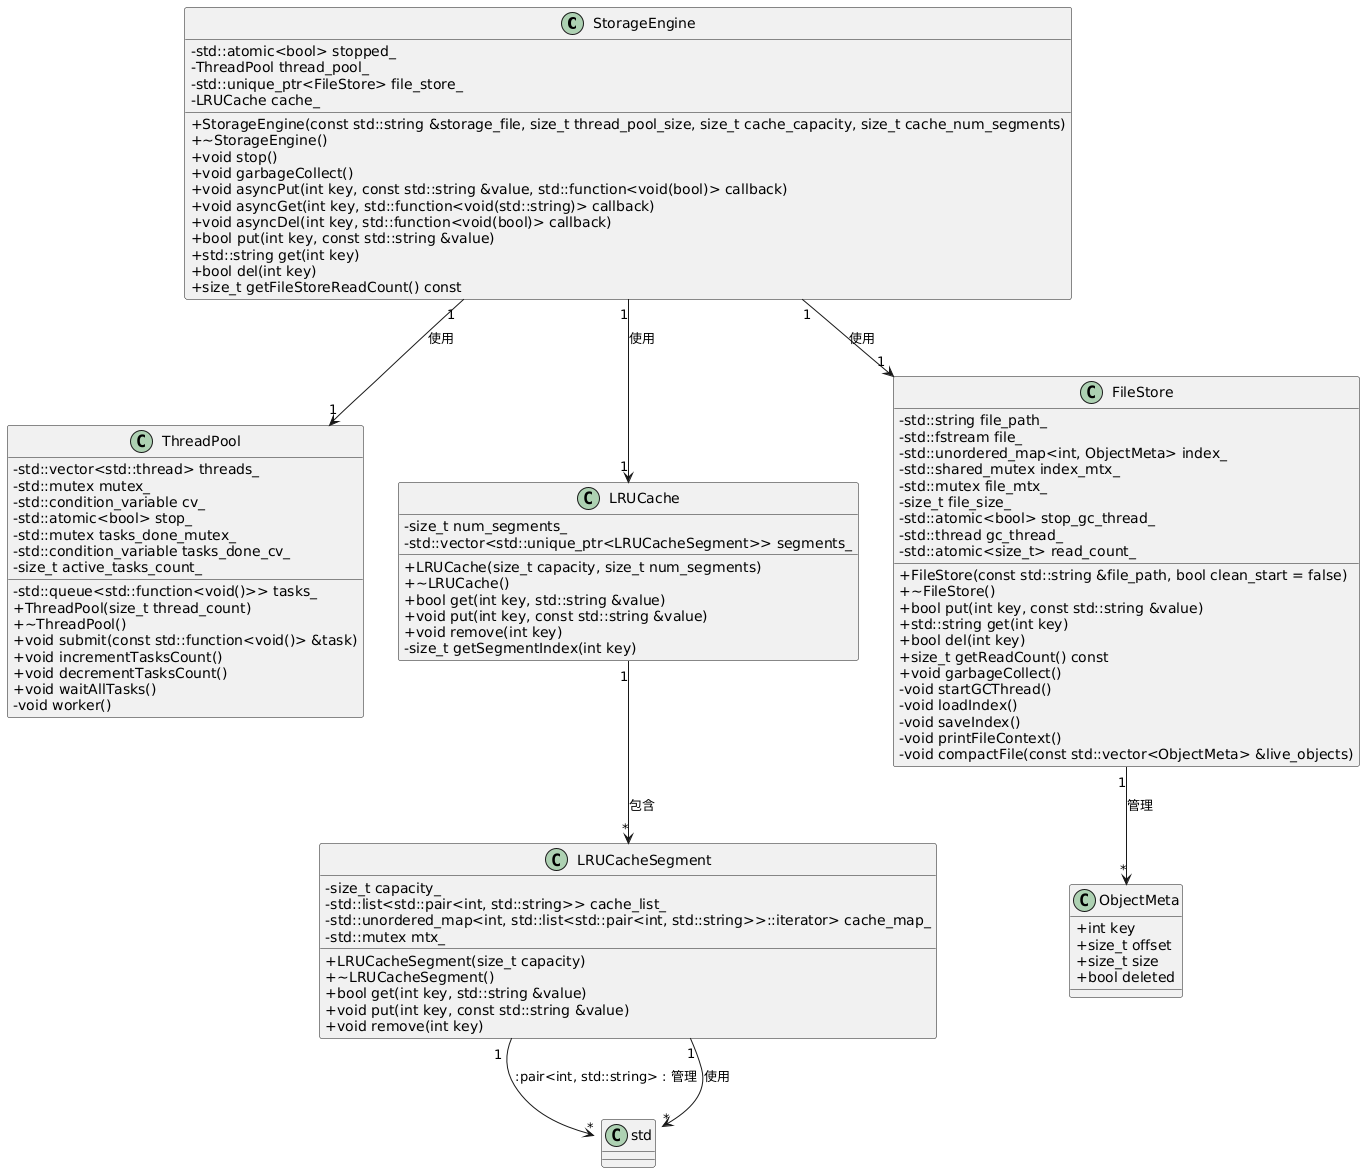 C StorageEngine
-std::atomic<bool> stopped_
-ThreadPool thread_pool_
-std::unique_ptr<FileStore> file_store_
-LRUCache cache_
+StorageEngine(const std::string &storage_file, size_t thread_pool_size, size_t cache_capacity, size_t cache_num_segments)
+~StorageEngine()
+void stop()
+void garbageCollect()
+void asyncPut(int key, const std::string &value, std::function<void(bool)> callback)
+void asyncGet(int key, std::function<void(std::string)> callback)
+void asyncDel(int key, std::function<void(bool)> callback)
+bool put(int key, const std::string &value)
+std::string get(int key)
+bool del(int key)
+size_t getFileStoreReadCount() const
1
使用
1
1
使用
1
1
使用
1
C ThreadPool
-std::vector<std::thread> threads_
-std::mutex mutex_
-std::condition_variable cv_
-std::atomic<bool> stop_
-std::mutex tasks_done_mutex_
-std::condition_variable tasks_done_cv_
-size_t active_tasks_count_
-std::queue<std::function<void()>> tasks_
+ThreadPool(size_t thread_count)
+~ThreadPool()
+void submit(const std::function<void()> &task)
+void incrementTasksCount()
+void decrementTasksCount()
+void waitAllTasks()
-void worker()
C LRUCache
-size_t num_segments_
-std::vector<std::unique_ptr<LRUCacheSegment>> segments_
+LRUCache(size_t capacity, size_t num_segments)
+~LRUCache()
+bool get(int key, std::string &value)
+void put(int key, const std::string &value)
+void remove(int key)
-size_t getSegmentIndex(int key)
C FileStore
-std::string file_path_
-std::fstream file_
-std::unordered_map<int, ObjectMeta> index_
-std::shared_mutex index_mtx_
-std::mutex file_mtx_
-size_t file_size_
-std::atomic<bool> stop_gc_thread_
-std::thread gc_thread_
-std::atomic<size_t> read_count_
+FileStore(const std::string &file_path, bool clean_start = false)
+~FileStore()
+bool put(int key, const std::string &value)
+std::string get(int key)
+bool del(int key)
+size_t getReadCount() const
+void garbageCollect()
-void startGCThread()
-void loadIndex()
-void saveIndex()
-void printFileContext()
-void compactFile(const std::vector<ObjectMeta> &live_objects)
1
包含
*
1
管理
*
C LRUCacheSegment
-size_t capacity_
-std::list<std::pair<int, std::string>> cache_list_
-std::unordered_map<int, std::list<std::pair<int, std::string>>::iterator> cache_map_
-std::mutex mtx_
+LRUCacheSegment(size_t capacity)
+~LRUCacheSegment()
+bool get(int key, std::string &value)
+void put(int key, const std::string &value)
+void remove(int key)
C ObjectMeta
+int key
+size_t offset
+size_t size
+bool deleted
1
:pair<int, std::string> : 管理
*
1
使用
*
C std